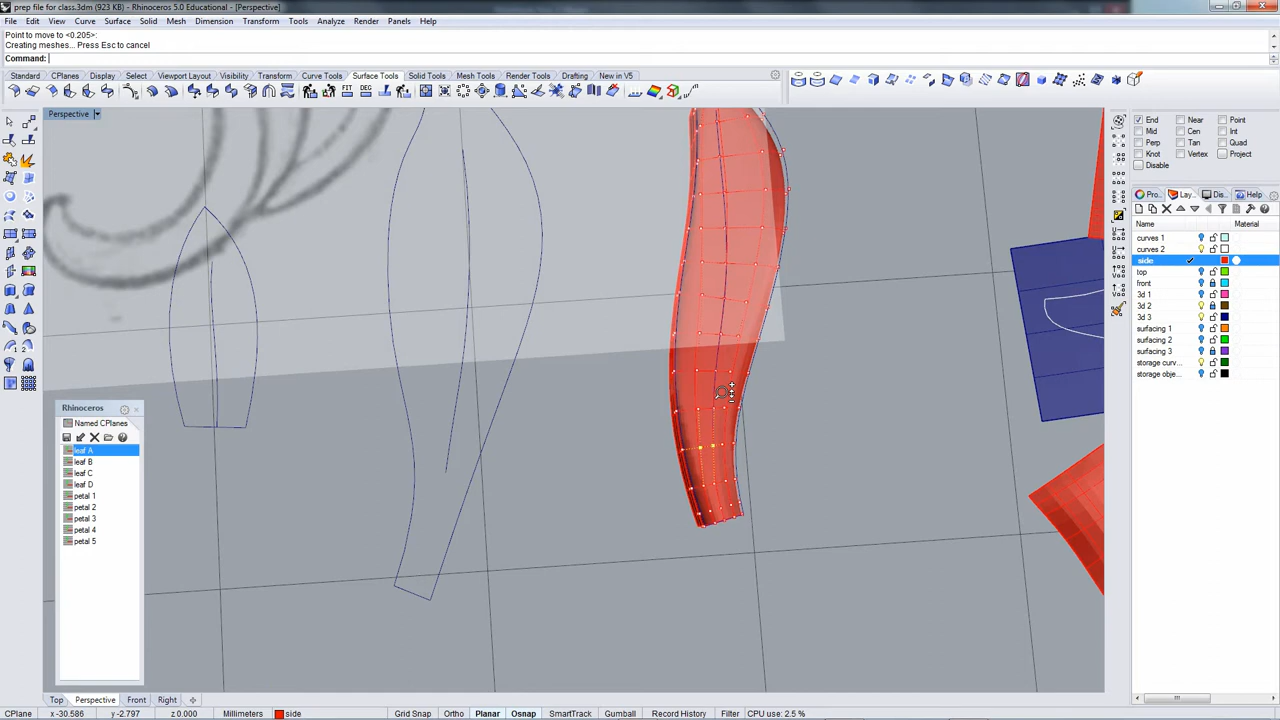 prep file for class.3dm (923 KB) - Rhinoceros 5.0 Educational - [Perspective]
File Edit View Curve Surface Solid Mesh Dimension Transform Tools Analyze Render Panels Help
Point to move to <0.205>:
Creating meshes... Press Esc to cancel
Command:
Standard CPlanes Display Select Viewport Layout Visibility Transform Curve Tools Surface Tools Solid Tools Mesh Tools Render Tools Drafting New in V5
FIT DEG
Perspective
End Near Point
Mid Cen Int
Perp Tan Quad
Knot Vertex Project
Disable
Pro... Lay... Dis... Help
Name Material
curves 1
curves 2
side
top
front
3d 1
3d 2
3d 3
surfacing 1
surfacing 2
surfacing 3
storage curv...
storage obje...
Rhinoceros
Named CPlanes
leaf A
leaf B
leaf C
leaf D
petal 1
petal 2
petal 3
petal 4
petal 5
Top Perspective Front Right
CPlane x -30.586 y -2.797 z 0.000 Millimeters side Grid Snap Ortho Planar Osnap SmartTrack Gumball Record History Filter CPU use: 2.5 %